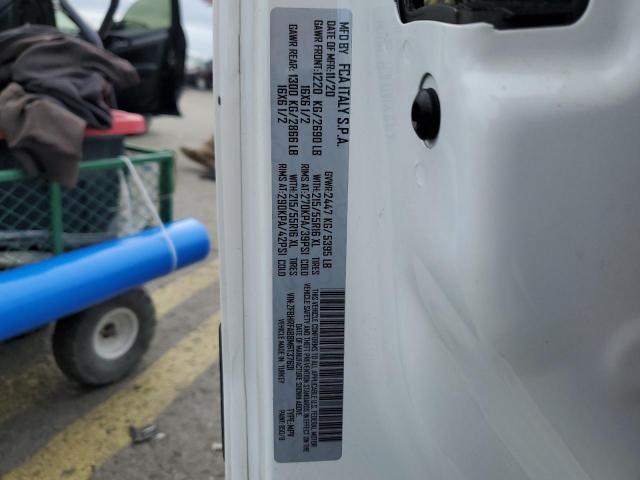 MFD BY FCA ITALY S.P.A.
DATE OF MFR: 11/20 GVWR: 2447 KG/ 5395 LB
GAWR FRONT: 1220 KG/2690 LB WITH: 215/55R16 XL TIRES
16X6 1/2 RIMS AT: 270KPA/39PSI COLD
GAWR REAR: 1300 KG/2866 LB WITH: 215/55R16 XL TIRES
16X6 1/2 RIMS AT: 290KPA/42PSI COLD
THIS VEHICLE CONFORMS TO ALL APPLICABLE U.S. FEDERAL MOTOR
VEHICLE SAFETY AND THEFT PREVENTION STANDARDS IN EFFECT ON THE
DATE OF MANUFACTURE SHOWN ABOVE.
TYPE: MPV
VEHICLE MADE IN: TURKEY